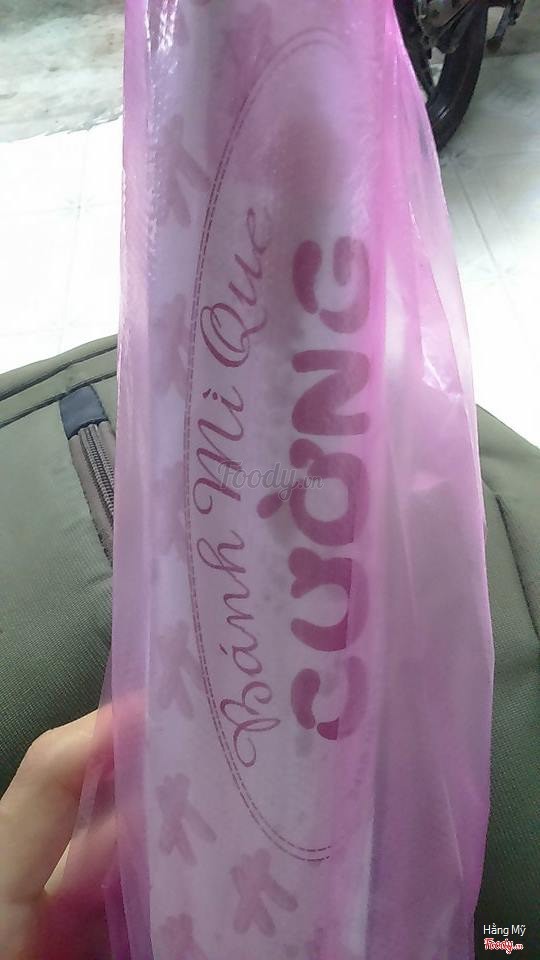 Bánh Mì Que
CƯỜNG
Foody.vn
Hằng Mỹ
Foody.vn